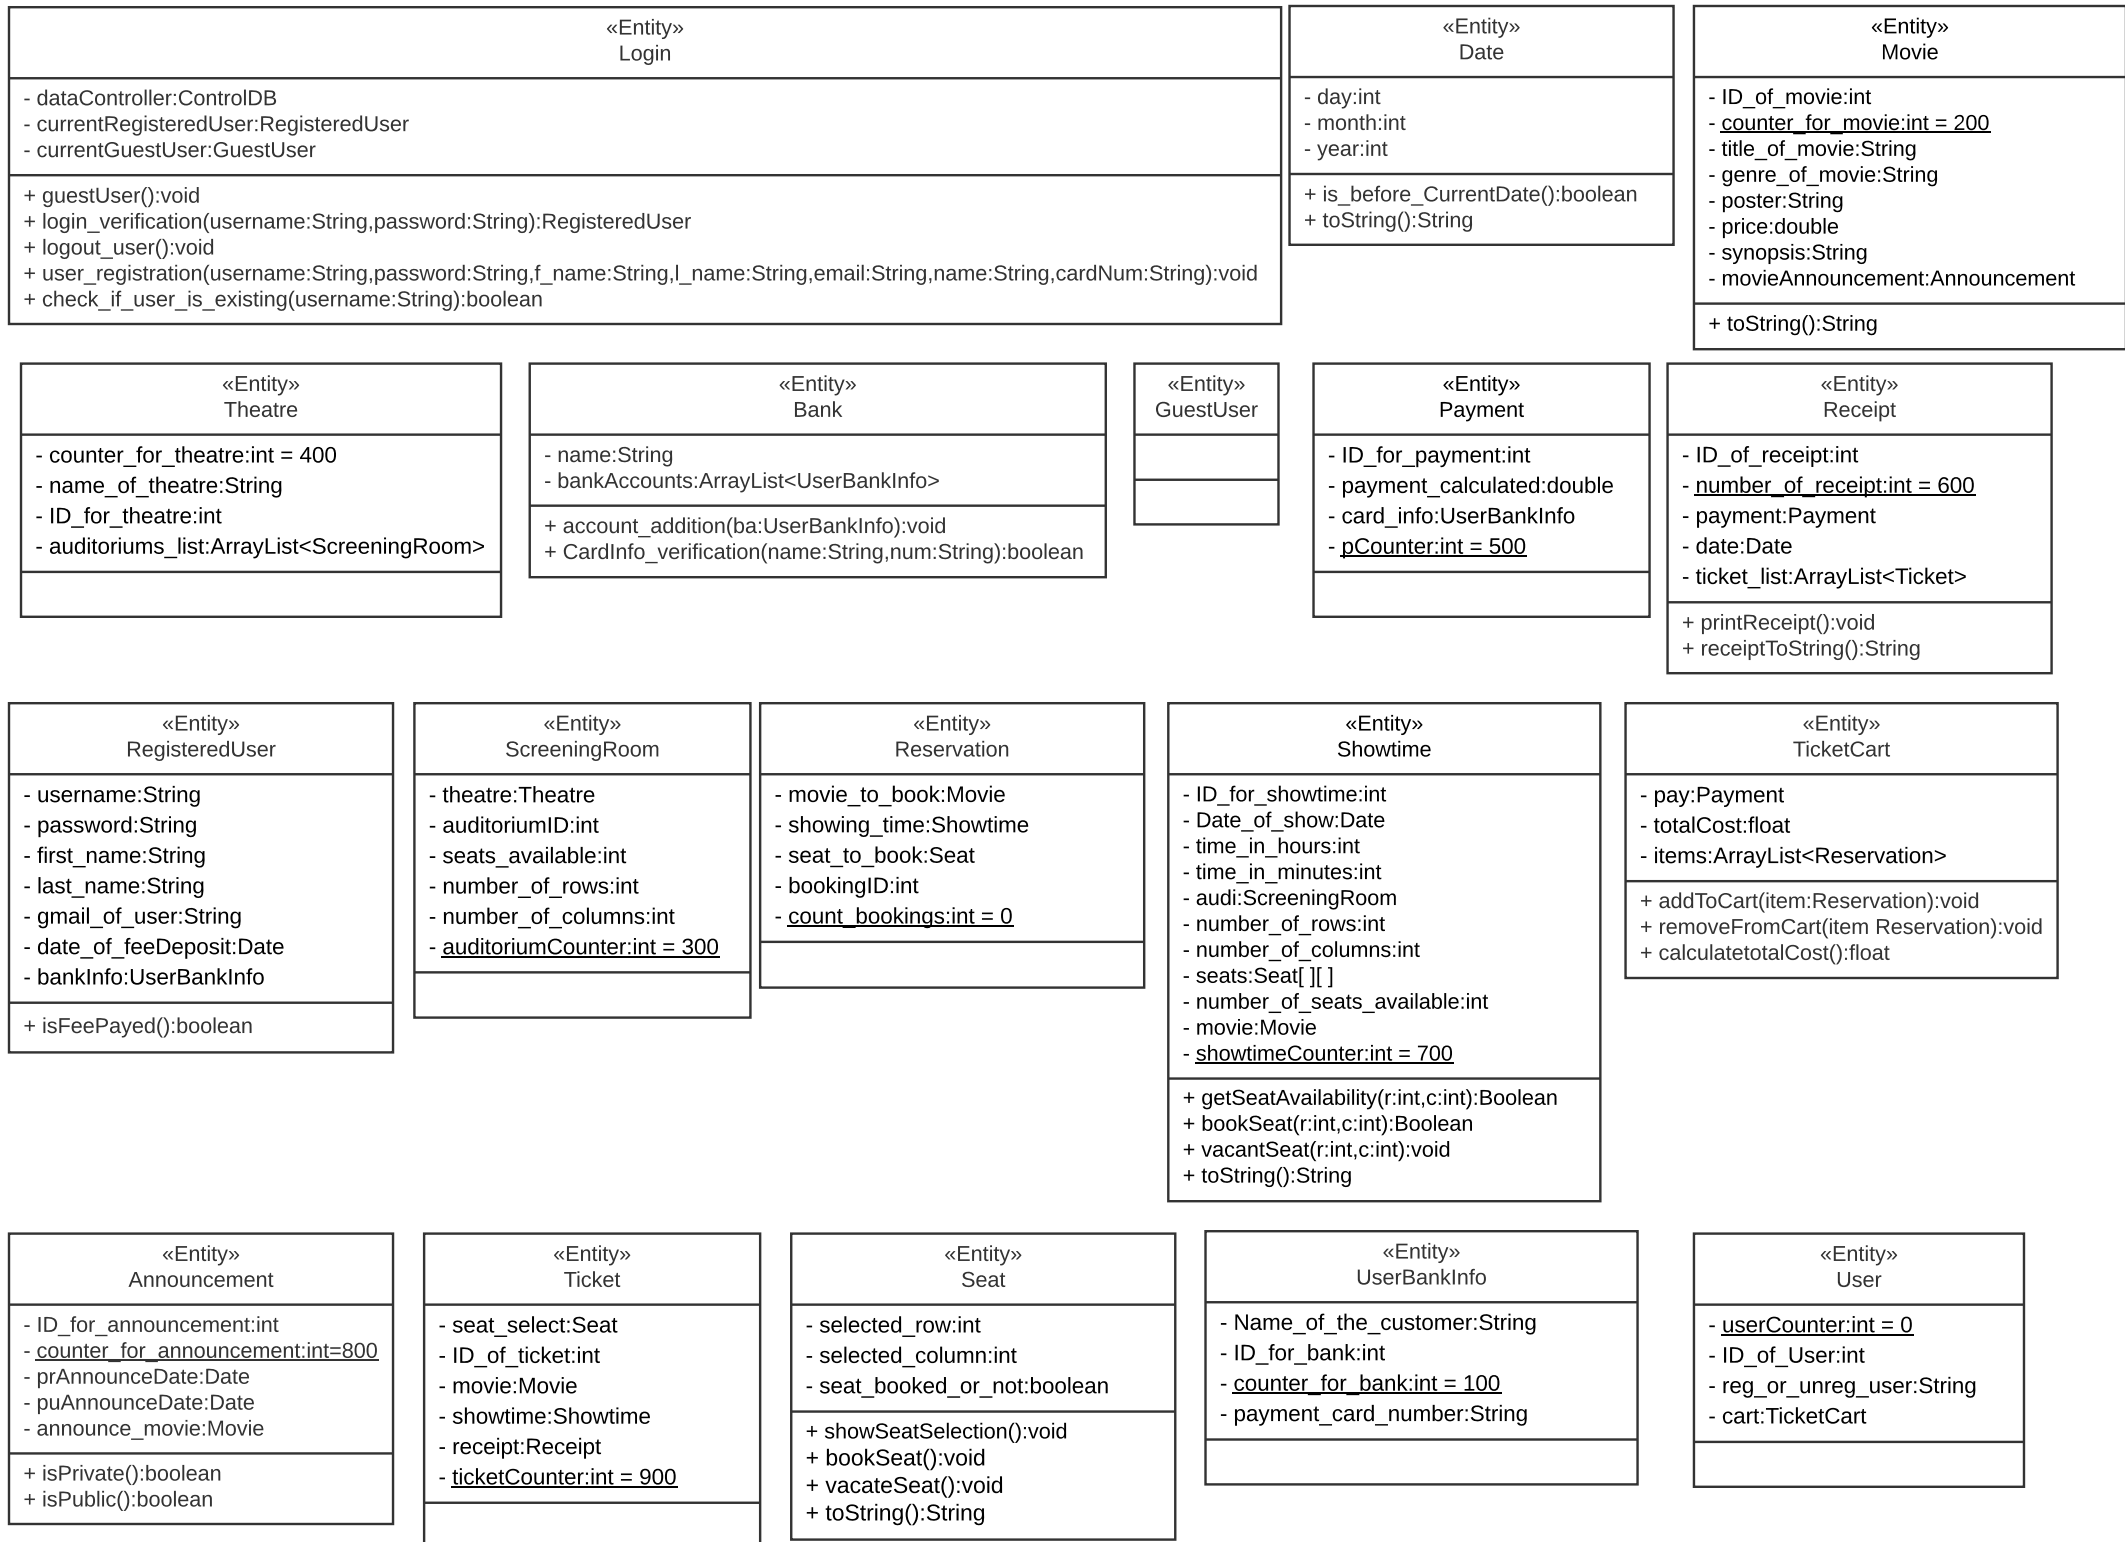 «Entity»
Login
- dataController:ControlDB
- currentRegisteredUser:RegisteredUser
- currentGuestUser:GuestUser
+ guestUser():void
+ login_verification(username:String,password:String):RegisteredUser
+ logout_user():void
+ user_registration(username:String,password:String,f_name:String,l_name:String,email:String,name:String,cardNum:String):void
+ check_if_user_is_existing(username:String):boolean
«Entity»
Date
- day:int
- month:int
- year:int
+ is_before_CurrentDate():boolean
+ toString():String
«Entity»
Movie
- ID_of_movie:int
- counter_for_movie:int = 200
- title_of_movie:String
- genre_of_movie:String
- poster:String
- price:double
- synopsis:String
- movieAnnouncement:Announcement
+ toString():String
«Entity»
Theatre
- counter_for_theatre:int = 400
- name_of_theatre:String
- ID_for_theatre:int
- auditoriums_list:ArrayList<ScreeningRoom>
«Entity»
Bank
- name:String
- bankAccounts:ArrayList<UserBankInfo>
+ account_addition(ba:UserBankInfo):void
+ CardInfo_verification(name:String,num:String):boolean
«Entity»
GuestUser
«Entity»
Payment
- ID_for_payment:int
- payment_calculated:double
- card_info:UserBankInfo
- pCounter:int = 500
«Entity»
Receipt
- ID_of_receipt:int
- number_of_receipt:int = 600
- payment:Payment
- date:Date
- ticket_list:ArrayList<Ticket>
+ printReceipt():void
+ receiptToString():String
«Entity»
RegisteredUser
- username:String
- password:String
- first_name:String
- last_name:String
- gmail_of_user:String
- date_of_feeDeposit:Date
- bankInfo:UserBankInfo
+ isFeePayed():boolean
«Entity»
ScreeningRoom
- theatre:Theatre
- auditoriumID:int
- seats_available:int
- number_of_rows:int
- number_of_columns:int
- auditoriumCounter:int = 300
«Entity»
Reservation
- movie_to_book:Movie
- showing_time:Showtime
- seat_to_book:Seat
- bookingID:int
- count_bookings:int = 0
«Entity»
Showtime
- ID_for_showtime:int
- Date_of_show:Date
- time_in_hours:int
- time_in_minutes:int
- audi:ScreeningRoom
- number_of_rows:int
- number_of_columns:int
- seats:Seat[ ][ ]
- number_of_seats_available:int
- movie:Movie
- showtimeCounter:int = 700
+ getSeatAvailability(r:int,c:int):Boolean
+ bookSeat(r:int,c:int):Boolean
+ vacantSeat(r:int,c:int):void
+ toString():String
«Entity»
TicketCart
- pay:Payment
- totalCost:float
- items:ArrayList<Reservation>
+ addToCart(item:Reservation):void
+ removeFromCart(item Reservation):void
+ calculatetotalCost():float
«Entity»
Announcement
- ID_for_announcement:int
- counter_for_announcement:int=800
- prAnnounceDate:Date
- puAnnounceDate:Date
- announce_movie:Movie
+ isPrivate():boolean
+ isPublic():boolean
«Entity»
Ticket
- seat_select:Seat
- ID_of_ticket:int
- movie:Movie
- showtime:Showtime
- receipt:Receipt
- ticketCounter:int = 900
«Entity»
Seat
- selected_row:int
- selected_column:int
- seat_booked_or_not:boolean
+ showSeatSelection():void
+ bookSeat():void
+ vacateSeat():void
+ toString():String
«Entity»
UserBankInfo
- Name_of_the_customer:String
- ID_for_bank:int
- counter_for_bank:int = 100
- payment_card_number:String
«Entity»
User
- userCounter:int = 0
- ID_of_User:int
- reg_or_unreg_user:String
- cart:TicketCart